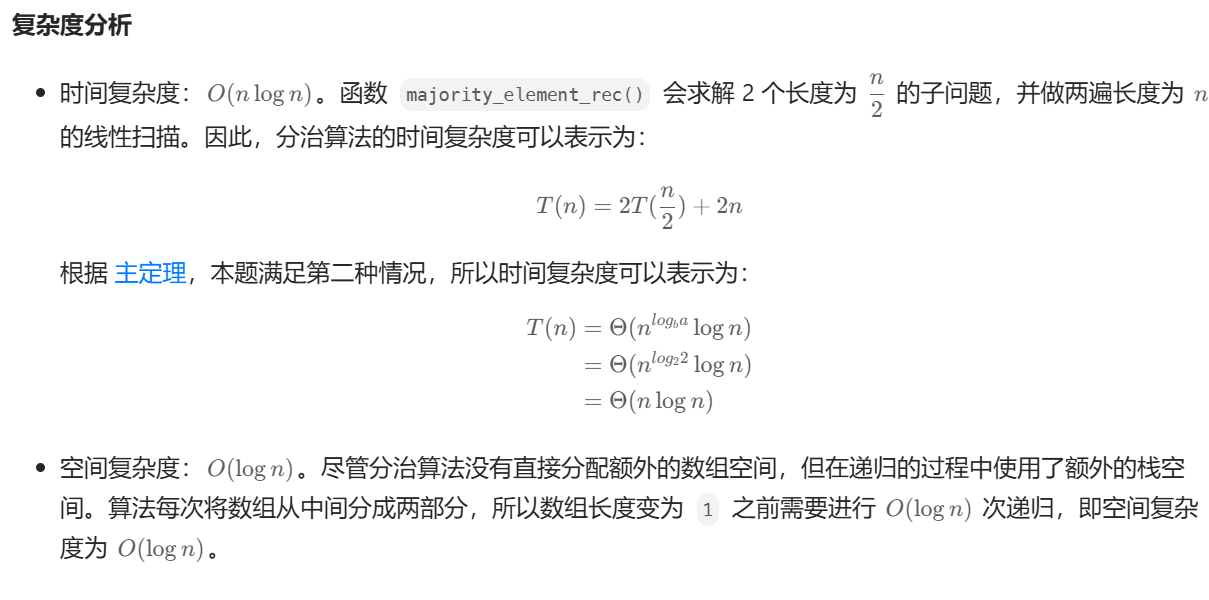 复杂度分析
• 时间复杂度：O(n log n)。函数 majority_element_rec() 会求解 2 个长度为 n/2 的子问题，并做两遍长度为 n
的线性扫描。因此，分治算法的时间复杂度可以表示为：
T(n) = 2T(n/2) + 2n
根据 主定理，本题满足第二种情况，所以时间复杂度可以表示为：
T(n) = Θ(n^{log_b a} log n)
= Θ(n^{log_2 2} log n)
= Θ(n log n)
• 空间复杂度：O(log n)。尽管分治算法没有直接分配额外的数组空间，但在递归的过程中使用了额外的栈空
间。算法每次将数组从中间分成两部分，所以数组长度变为 1 之前需要进行 O(log n) 次递归，即空间复杂
度为 O(log n)。